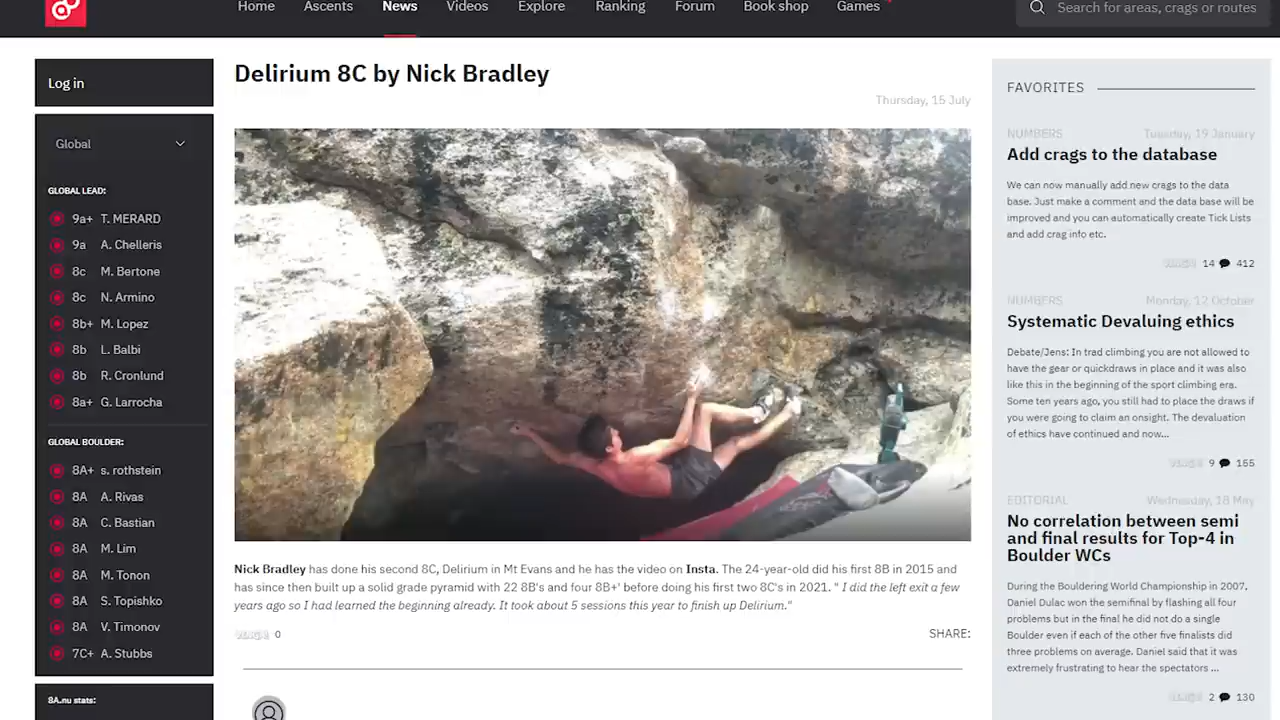 Home Ascents News Videos Explore Ranking Forum Book shop Games
Search for areas, crags or routes
Log in
Global
GLOBAL LEAD:
9a+ T. MERARD
9a A. Chelleris
8c M. Bertone
8c N. Armino
8b+ M. Lopez
8b L. Balbi
8b R. Cronlund
8a+ G. Larrocha
GLOBAL BOULDER:
8A+ s. rothstein
8A A. Rivas
8A C. Bastian
8A M. Lim
8A M. Tonon
8A S. Topishko
8A V. Timonov
7C+ A. Stubbs
8A.nu stats:
Delirium 8C by Nick Bradley
Thursday, 15 July
Nick Bradley has done his second 8C, Delirium in Mt Evans and he has the video on Insta. The 24-year-old did his first 8B in 2015 and
has since then built up a solid grade pyramid with 22 8B's and four 8B+' before doing his first two 8C's in 2021. " I did the left exit a few
years ago so I had learned the beginning already. It took about 5 sessions this year to finish up Delirium."
0
SHARE:
FAVORITES
NUMBERS Tuesday, 19 January
Add crags to the database
We can now manually add new crags to the data
base. Just make a comment and the data base will be
improved and you can automatically create Tick Lists
and add crag info etc.
14 412
NUMBERS Monday, 12 October
Systematic Devaluing ethics
Debate/Jens: In trad climbing you are not allowed to
have the gear or quickdraws in place and it was also
like this in the beginning of the sport climbing era.
Some ten years ago, you still had to place the draws if
you were going to claim an onsight. The devaluation
of ethics have continued and now...
9 165
EDITORIAL Wednesday, 18 May
No correlation between semi
and final results for Top-4 in
Boulder WCs
During the Bouldering World Championship in 2007,
Daniel Dulac won the semifinal by flashing all four
problems but in the final he did not do a single
Boulder even if each of the other five finalists did
three problems on average. Daniel said that it was
extremely frustrating to hear the spectators ...
2 130